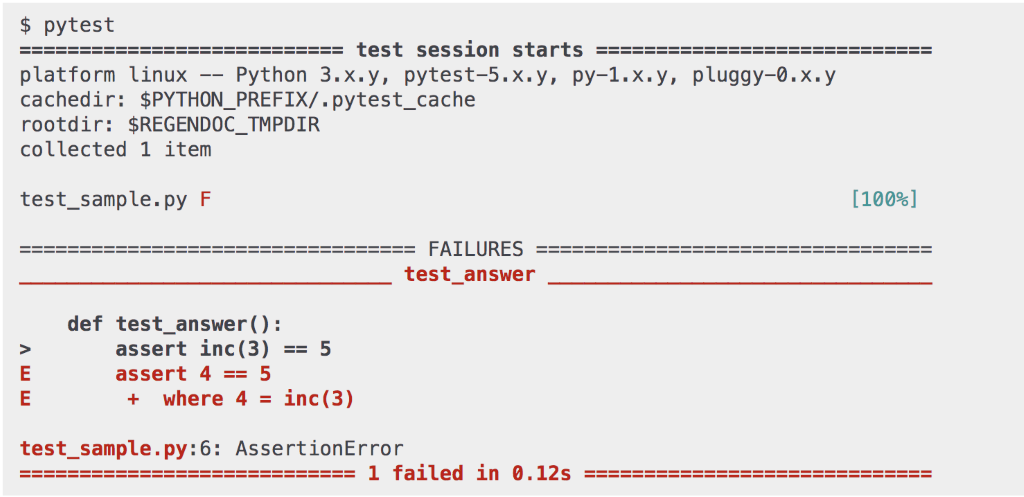 $ pytest
=========================== test session starts ============================
platform linux -- Python 3.x.y, pytest-5.x.y, py-1.x.y, pluggy-0.x.y
cachedir: $PYTHON_PREFIX/.pytest_cache
rootdir: $REGENDOC_TMPDIR
collected 1 item

test_sample.py F                                                     [100%]

================================= FAILURES =================================
_______________________________ test_answer ________________________________

    def test_answer():
>       assert inc(3) == 5
E       assert 4 == 5
E        +  where 4 = inc(3)

test_sample.py:6: AssertionError
============================ 1 failed in 0.12s =============================